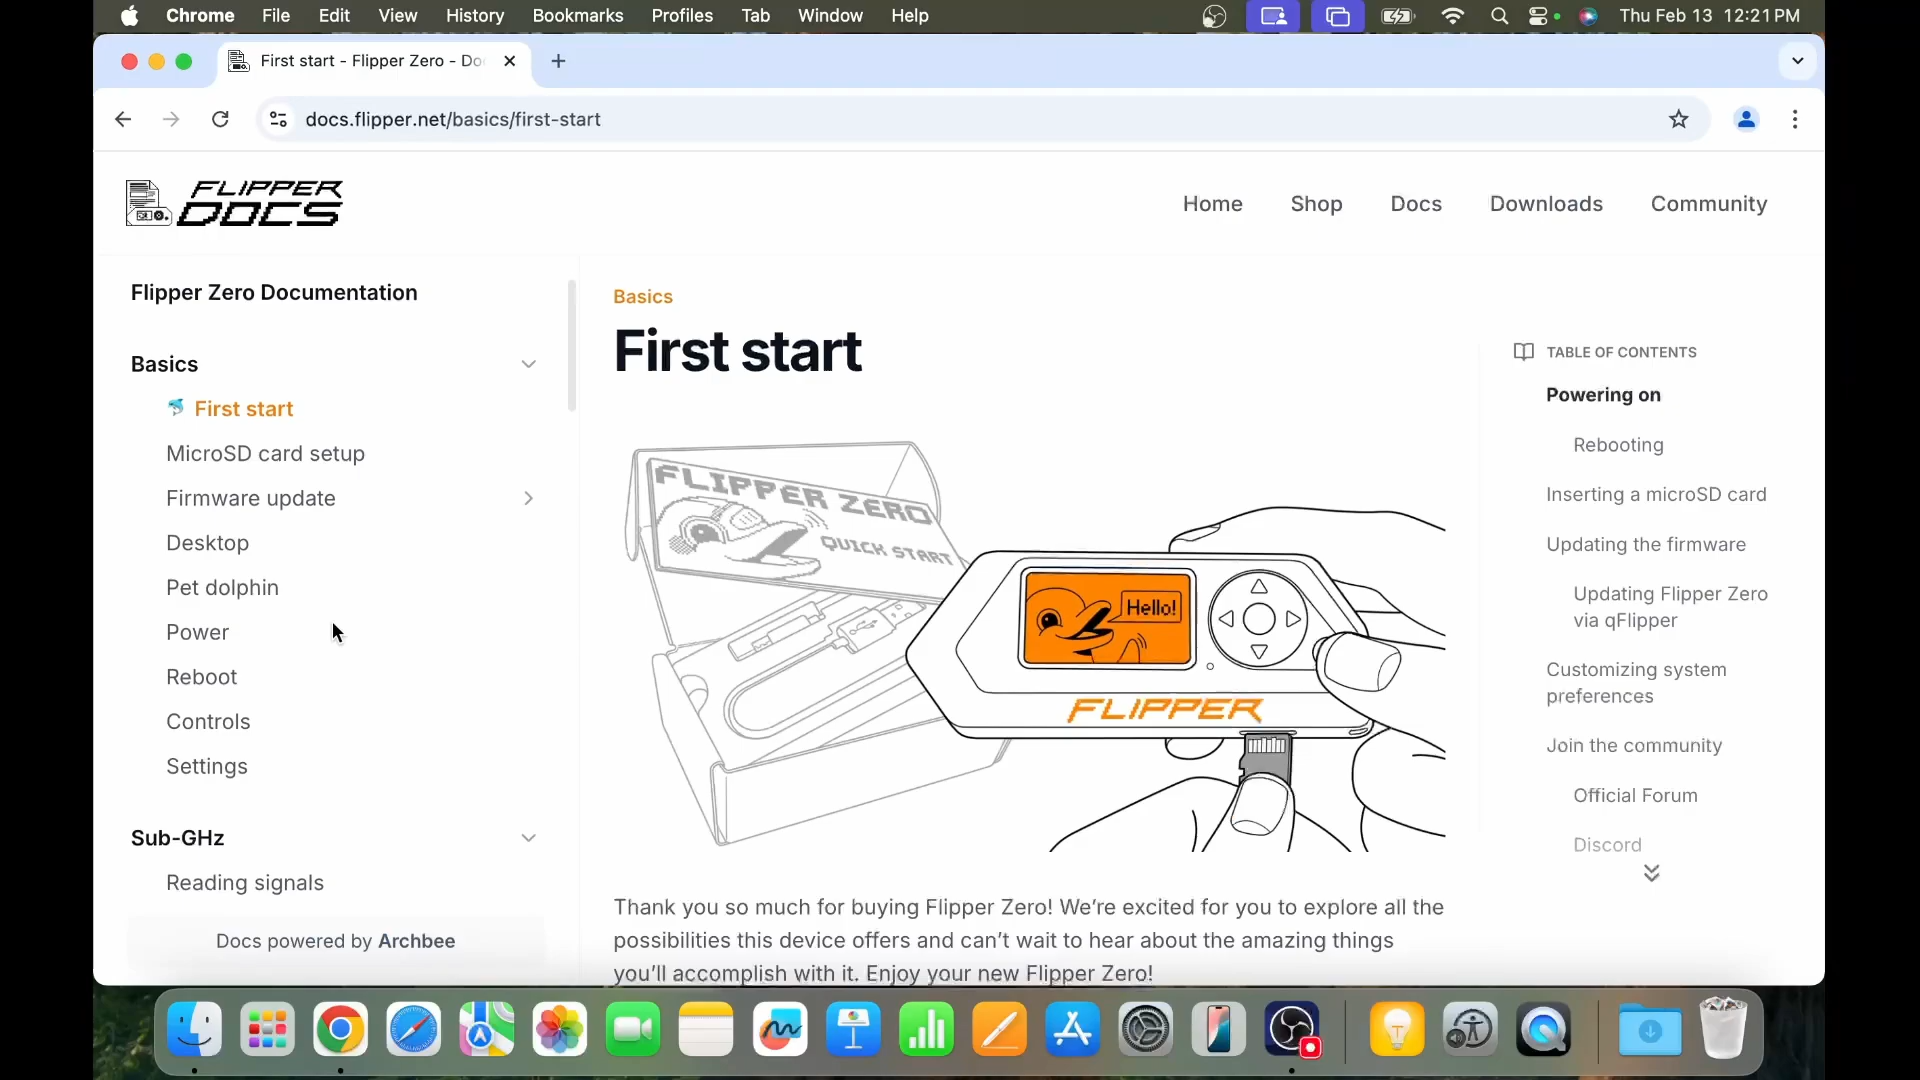 Chrome File Edit View History Bookmarks Profiles Tab Window Help Thu Feb 13 12:21 PM
First start - Flipper Zero - Do
docs.flipper.net/basics/first-start
FLIPPER
DOCS
Home Shop Docs Downloads Community
Flipper Zero Documentation
Basics
First start
MicroSD card setup
Firmware update
Desktop
Pet dolphin
Power
Reboot
Controls
Settings
Sub-GHz
Reading signals
Docs powered by Archbee
Basics
First start
FLIPPER ZERO
QUICK START
Hello!
FLIPPER
Thank you so much for buying Flipper Zero! We’re excited for you to explore all the
possibilities this device offers and can’t wait to hear about the amazing things
you’ll accomplish with it. Enjoy your new Flipper Zero!
TABLE OF CONTENTS
Powering on
Rebooting
Inserting a microSD card
Updating the firmware
Updating Flipper Zero
via qFlipper
Customizing system
preferences
Join the community
Official Forum
Discord